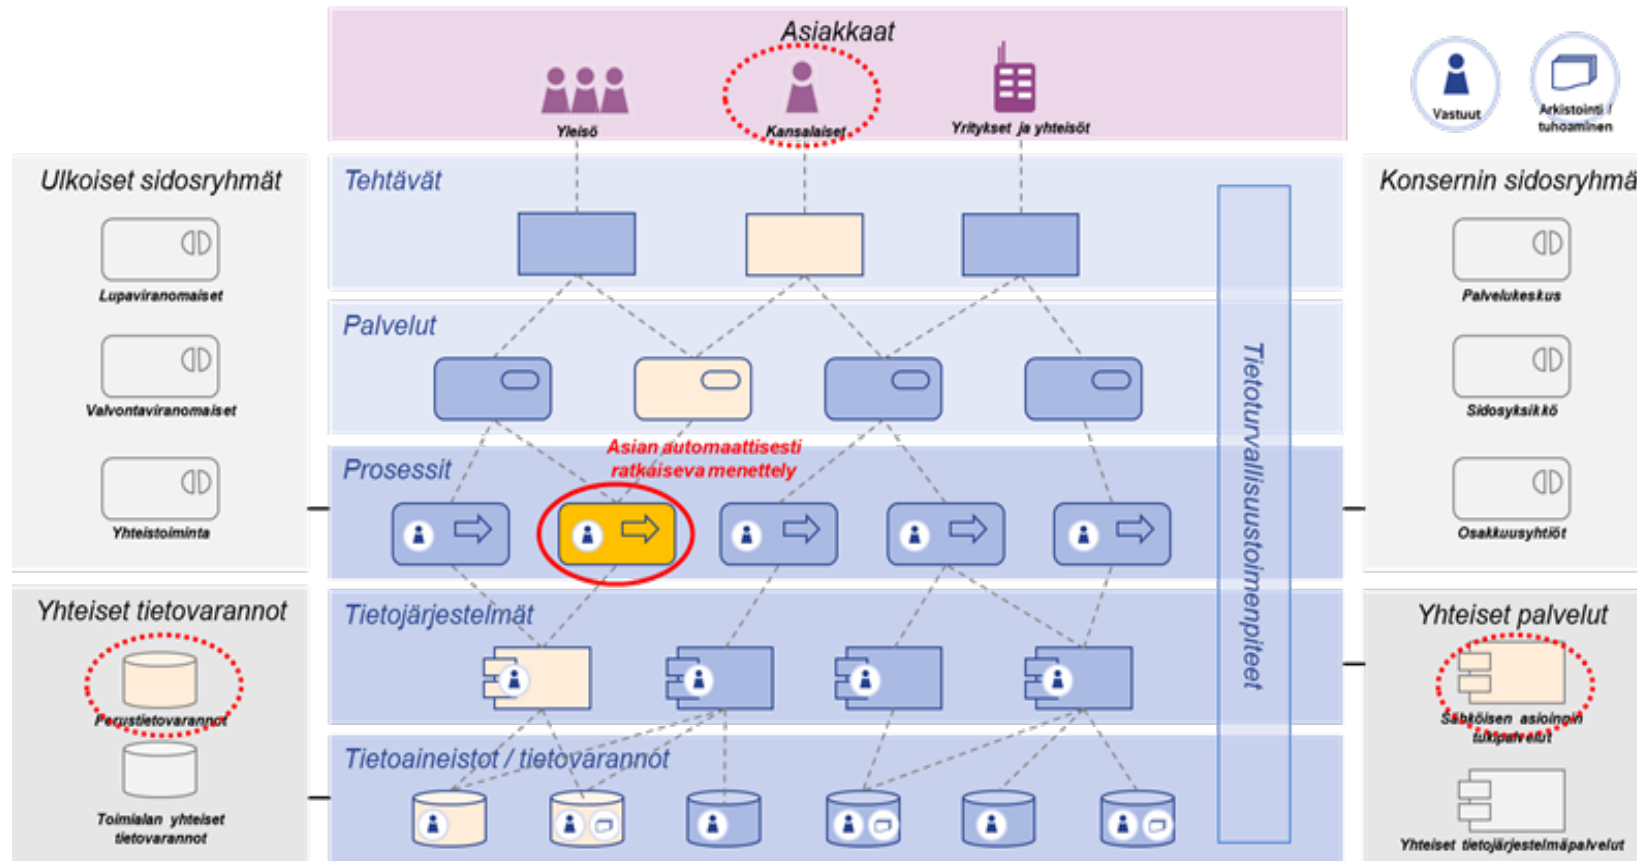 Asiakkaat
Yleisö
Kansalaiset
Yritykset ja yhteisöt
Vastuut
Arkistointi /
tuhoaminen
Ulkoiset sidosryhmät
Lupaviranomaiset
Valvontaviranomaiset
Yhteistoiminta
Tehtävät
Palvelut
Asian automaattisesti
ratkaiseva menettely
Prosessit
Tietojärjestelmät
Tietoaineistot / tietovarannot
Tietoturvallisuustoimenpiteet
Konsernin sidosryhmä
Palvelukeskus
Sidosyksikkö
Osakkuusyhtiöt
Yhteiset tietovarannot
Perustietovarannot
Toimialan yhteiset
tietovarannot
Yhteiset palvelut
Sähköisen asioinnin
tukipalvelut
Yhteiset tietojärjestelmäpalvelut